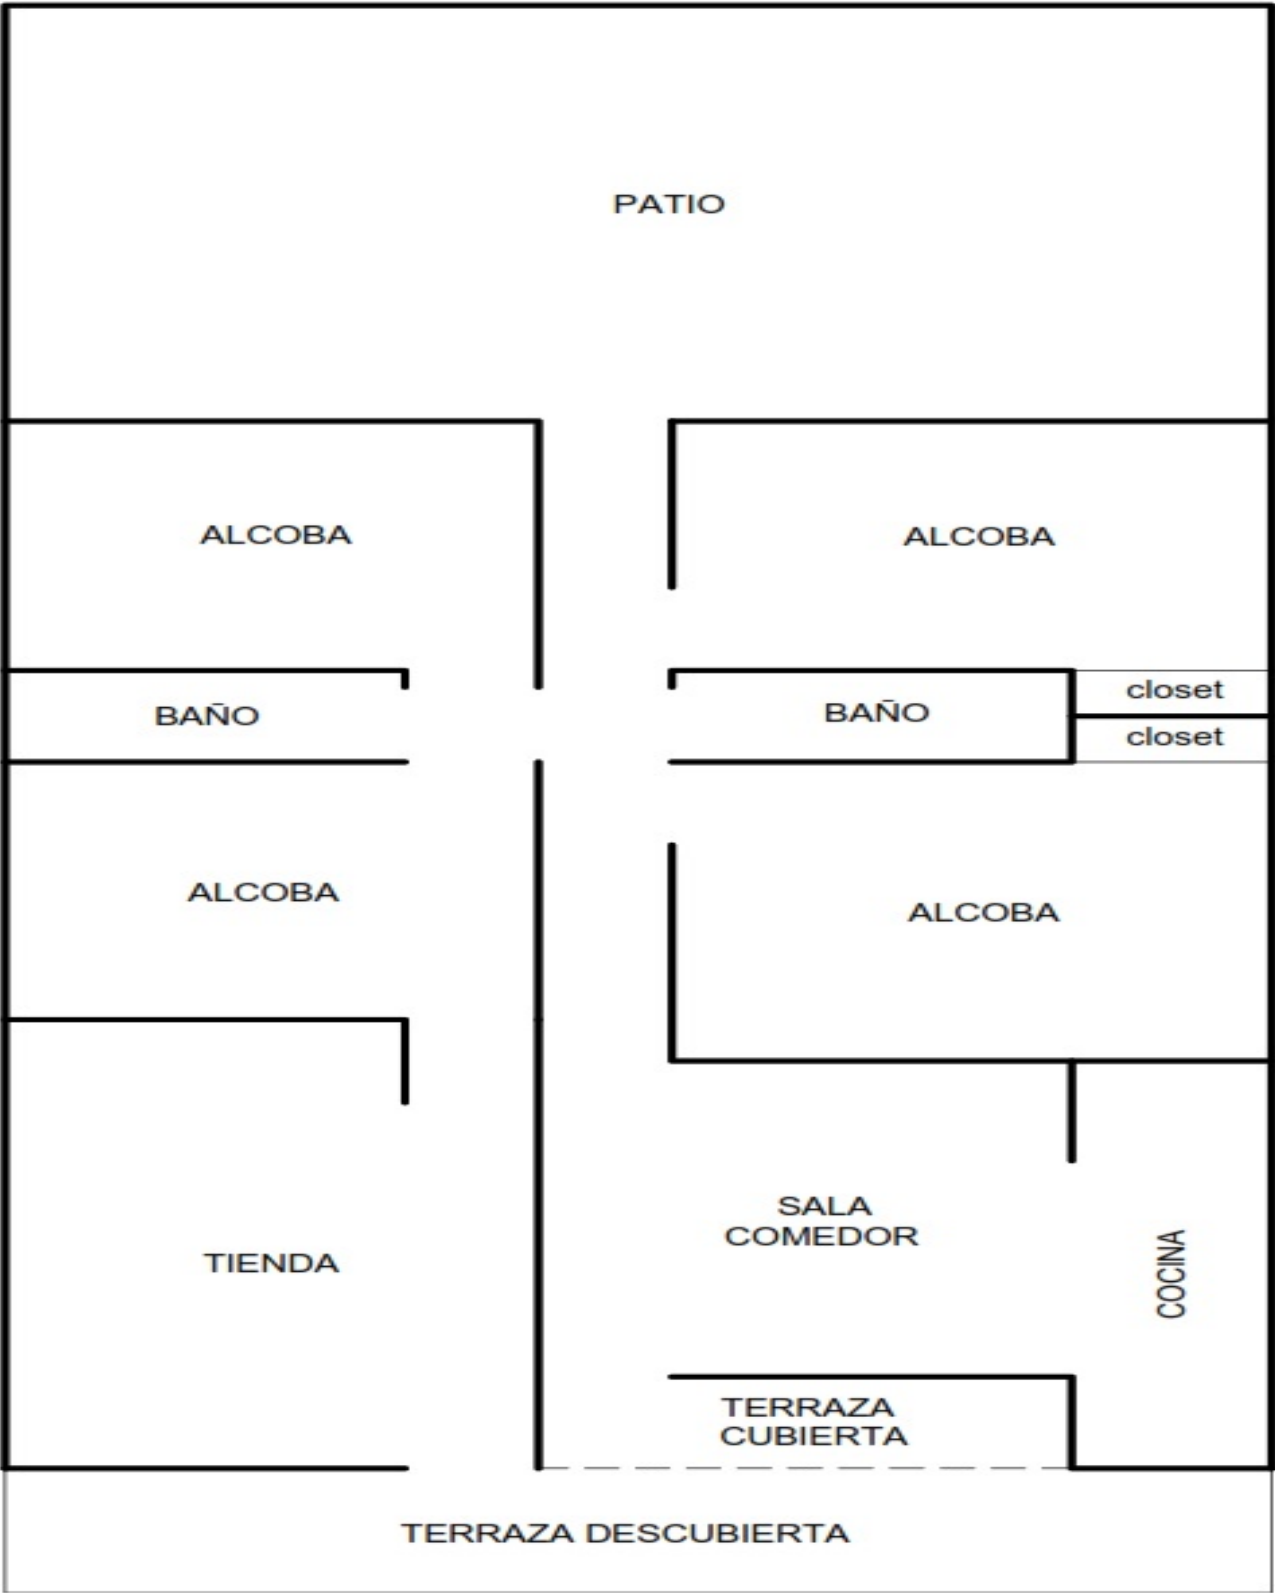 PATIO
ALCOBA
ALCOBA
BAÑO
BAÑO
closet
closet
ALCOBA
ALCOBA
TIENDA
SALA
COMEDOR
COCINA
TERRAZA
CUBIERTA
TERRAZA DESCUBIERTA